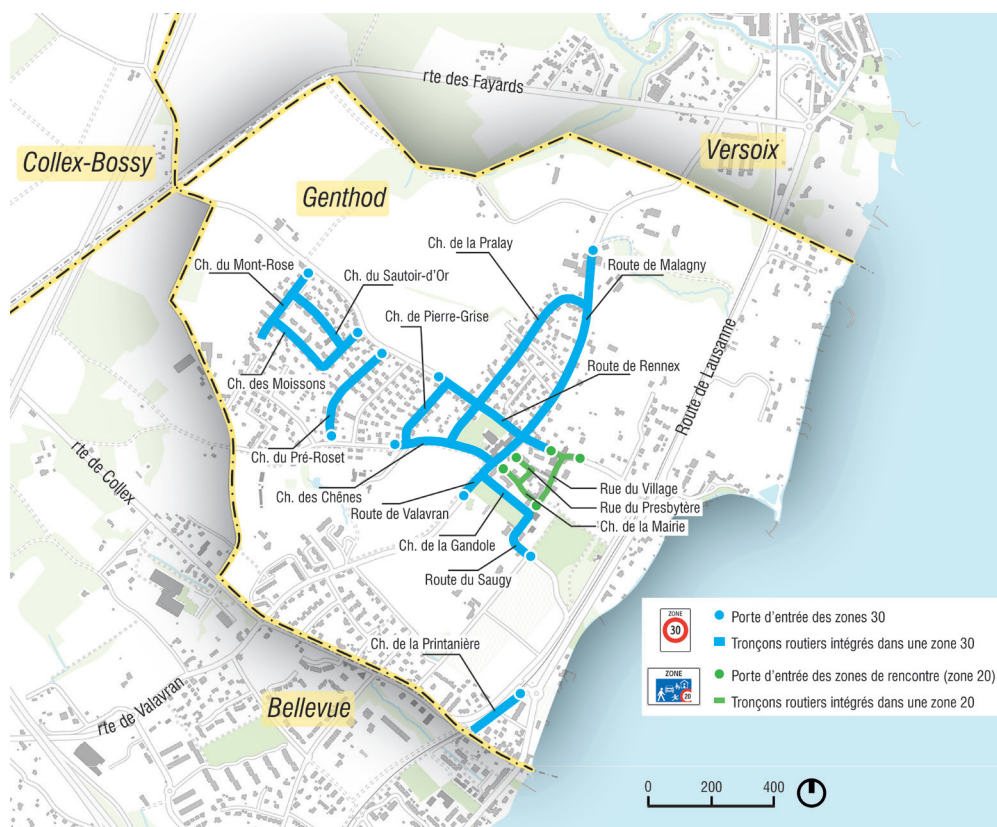 rte des Fayards
Versoix
Collex-Bossy
Genthod
Ch. de la Pralay
Ch. du Mont-Rose
Route de Malagny
Ch. du Sautoir-d'Or
Ch. de Pierre-Grise
Route de Lausanne
Route de Rennex
Ch. des Moissons
Ch. du Pré-Roset
rte de Collex
Ch. des Chênes
Rue du Village
Route de Valavran
Rue du Presbytère
Ch. de la Mairie
Ch. de la Gandole
Route du Saugy
Ch. de la Printanière
rte de Valavran
Bellevue
ZONE
30
Porte d'entrée des zones 30
Tronçons routiers intégrés dans une zone 30
ZONE
20
Porte d'entrée des zones de rencontre (zone 20)
Tronçons routiers intégrés dans une zone 20
0 200 400